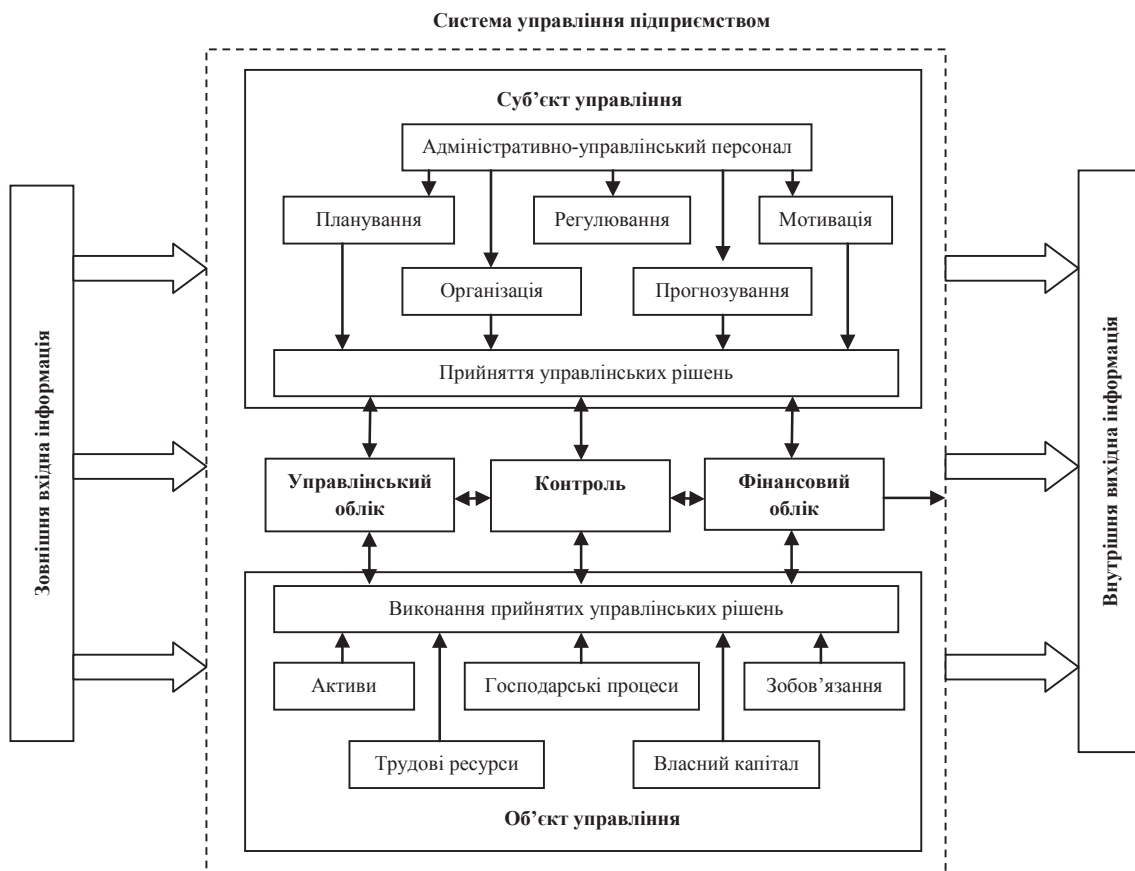 Система управління підприємством
Суб’єкт управління
Адміністративно-управлінський персонал
Планування
Регулювання
Мотивація
Організація
Прогнозування
Прийняття управлінських рішень
Зовнішня вхідна інформація
Управлінський
облік
Контроль
Фінансовий
облік
Внутрішня вихідна інформація
Виконання прийнятих управлінських рішень
Активи
Господарські процеси
Зобов’язання
Трудові ресурси
Власний капітал
Об’єкт управління